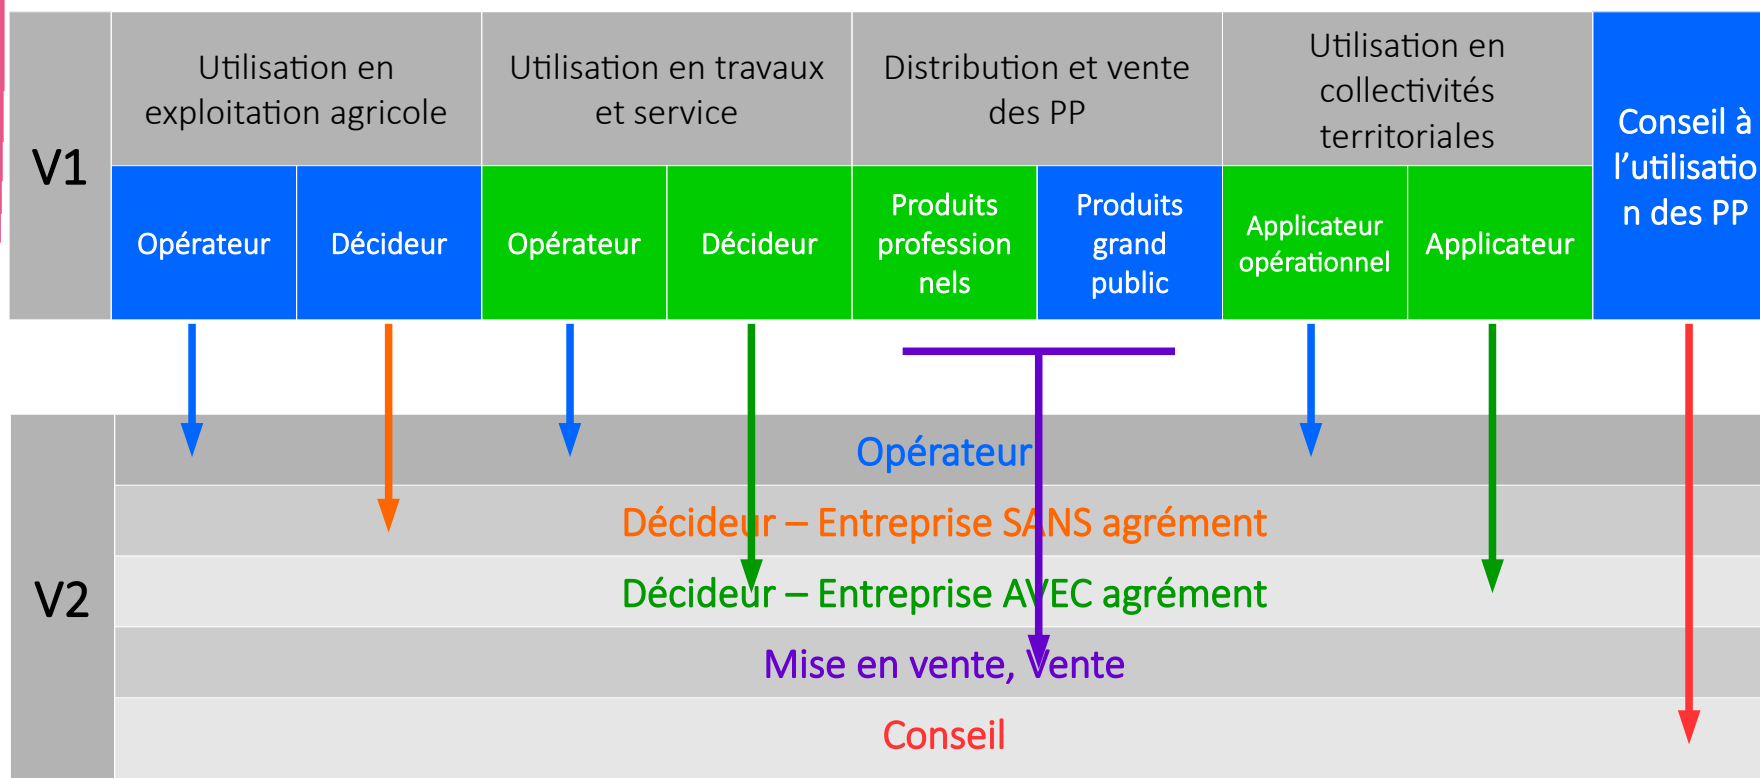 V1
Utilisation en
exploitation agricole
Utilisation en travaux
et service
Distribution et vente
des PP
Utilisation en
collectivités
territoriales
Conseil à
l’utilisatio
n des PP
Opérateur
Décideur
Opérateur
Décideur
Produits
profession
nels
Produits
grand
public
Applicateur
opérationnel
Applicateur
V2
Opérateur
Décideur – Entreprise SANS agrément
Décideur – Entreprise AVEC agrément
Mise en vente, Vente
Conseil